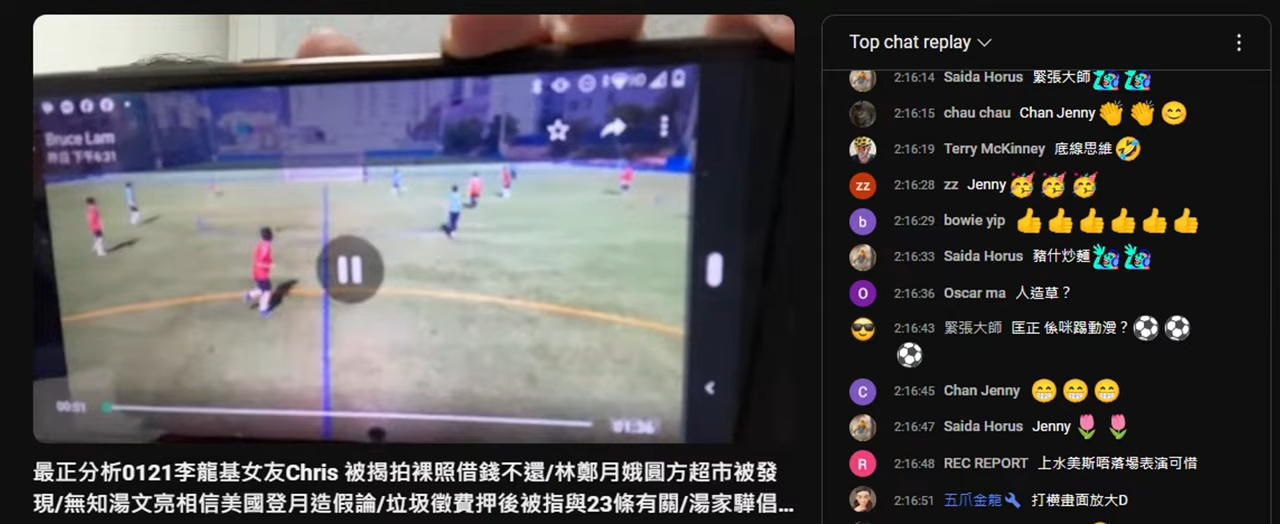 Bruce Lam
昨日下午6:31
00:51
01:36
最正分析0121李龍基女友Chris 被揭拍裸照借錢不還/林鄭月娥圓方超市被發
現/無知湯文亮相信美國登月造假論/垃圾徵費押後被指與23條有關/湯家驊倡...
Top chat replay
2:16:14 Saida Horus 緊張大師
2:16:15 chau chau Chan Jenny 👏👏😊
2:16:19 Terry McKinney 底線思維🤣
zz 2:16:28 zz Jenny🥳🥳🥳
b 2:16:29 bowie yip 👍👍👍👍👍👍
2:16:33 Saida Horus 豬什炒麵
O 2:16:36 Oscar ma 人造草？
2:16:43 緊張大師 匡正 係咪踢動漫？⚽⚽
⚽
C 2:16:45 Chan Jenny 😁😁😁
2:16:47 Saida Horus Jenny🌷🌷
R 2:16:48 REC REPORT 上水美斯唔落場表演可惜
2:16:51 五爪金龍🔧 打橫畫面放大D